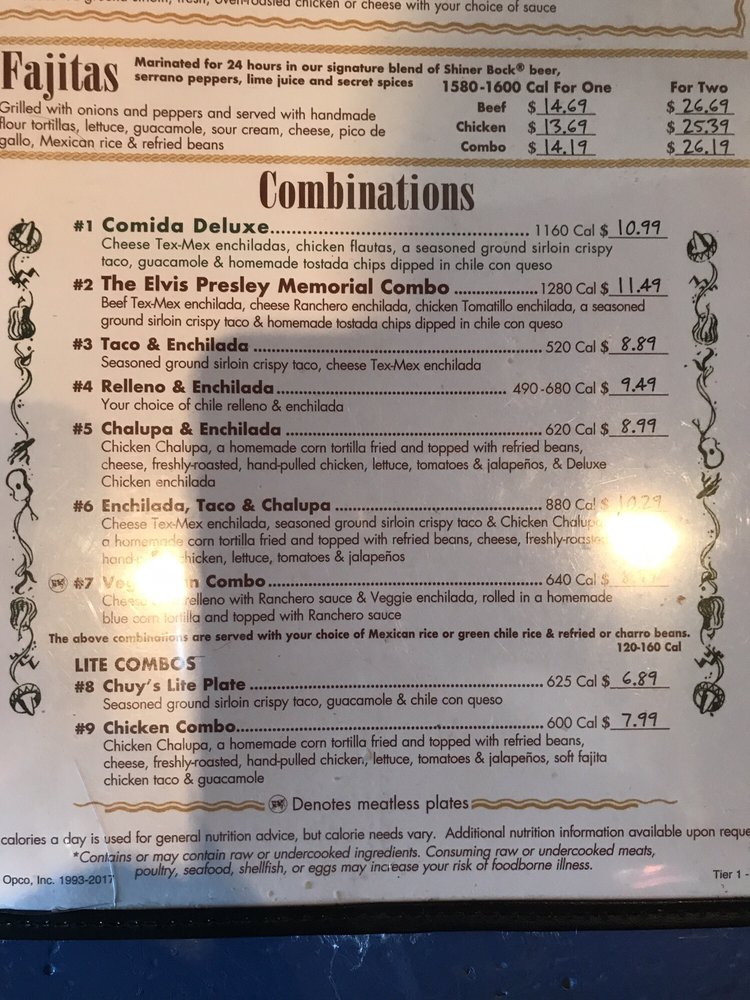 chicken or cheese with your choice of sauce
Fajitas
Marinated for 24 hours in our signature blend of Shiner Bock® beer,
serrano peppers, lime juice and secret spices
1580-1600 Cal For One For Two
Grilled with onions and peppers and served with handmade
flour tortillas, lettuce, guacamole, sour cream, cheese, pico de
gallo, Mexican rice & refried beans
Beef $ 14.69 $ 26.69
Chicken $ 13.69 $ 25.39
Combo $ 14.19 $ 26.19
Combinations
#1 Comida Deluxe.......................................................... 1160 Cal $ 10.99
Cheese Tex-Mex enchiladas, chicken flautas, a seasoned ground sirloin crispy
taco, guacamole & homemade tostada chips dipped in chile con queso
#2 The Elvis Presley Memorial Combo ..................1280 Cal $ 11.49
Beef Tex-Mex enchilada, cheese Ranchero enchilada, chicken Tomatillo enchilada, a seasoned
ground sirloin crispy taco & homemade tostada chips dipped in chile con queso
#3 Taco & Enchilada .............................................................. 520 Cal $ 8.89
Seasoned ground sirloin crispy taco, cheese Tex-Mex enchilada
#4 Relleno & Enchilada.................................................. 490-680 Cal $ 9.49
Your choice of chile relleno & enchilada
#5 Chalupa & Enchilada ....................................................... 620 Cal $ 8.99
Chicken Chalupa, a homemade corn tortilla fried and topped with refried beans,
cheese, freshly-roasted, hand-pulled chicken, lettuce, tomatoes & jalapeños, & Deluxe
Chicken enchilada
#6 Enchilada, Taco & Chalupa ............................................. 880 Cal $ 10.29
Cheese Tex-Mex enchilada, seasoned ground sirloin crispy taco & Chicken
a homemade corn tortilla fried and topped with refried beans, cheese,
chicken, lettuce, tomatoes & jalapeños
#7 Combo............................................................ 640 Cal $
relleno with Ranchero sauce & Veggie enchilada, rolled in a homemade
blue corn tortilla and topped with Ranchero sauce
The above combinations are served with your choice of Mexican rice or green chile rice & refried or charro beans.
120-160 Cal
LITE COMBOS
#8 Chuy's Lite Plate ............................................................... 625 Cal $ 6.89
Seasoned ground sirloin crispy taco, guacamole & chile con queso
#9 Chicken Combo................................................................. 600 Cal $ 7.99
Chicken Chalupa, a homemade corn tortilla fried and topped with refried beans,
cheese, freshly-roasted, hand-pulled chicken, lettuce, tomatoes & jalapeños, soft fajita
chicken taco & guacamole
Denotes meatless plates
calories a day is used for general nutrition advice, but calorie needs vary. Additional nutrition information available upon reque
*Contains or may contain raw or undercooked ingredients. Consuming raw or undercooked meats,
poultry, seafood, shellfish, or eggs may increase your risk of foodborne illness.
Opco, Inc. 1993-2017 Tier 1 -